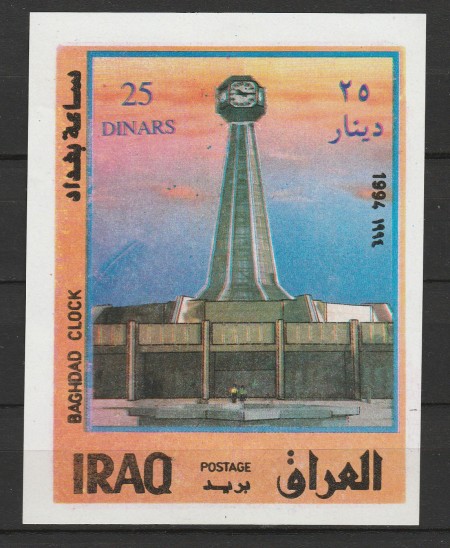 25
DINARS
٢٥
دينار
ساعة بغداد
1994 ١٩٩٤
BAGHDAD CLOCK
IRAQ
POSTAGE
بريد
العراق